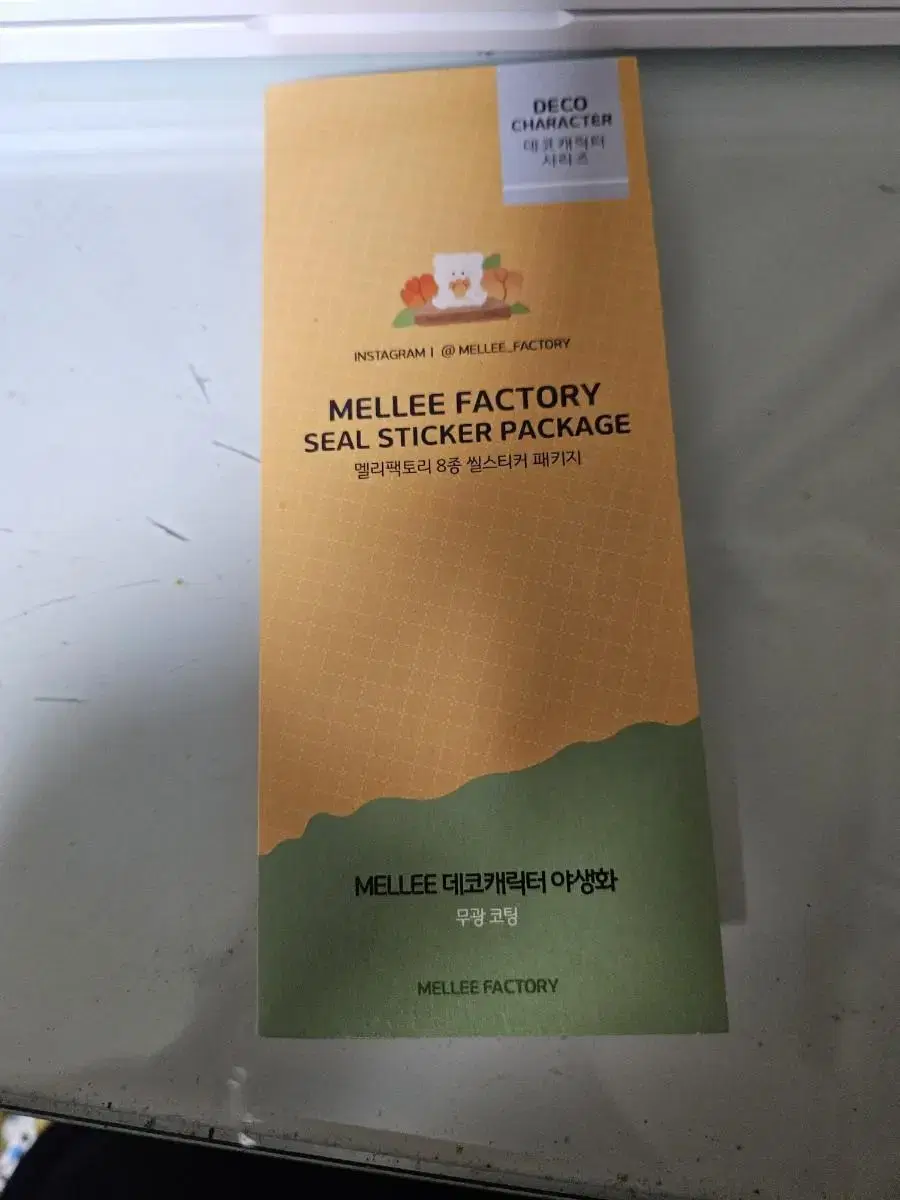 DECO
CHARACTER
데코캐릭터
시리즈
INSTAGRAM I @ MELLEE_FACTORY
MELLEE FACTORY
SEAL STICKER PACKAGE
멜리팩토리 8종 씰스티커 패키지
MELLEE 데코캐릭터 야생화
무광 코팅
MELLEE FACTORY